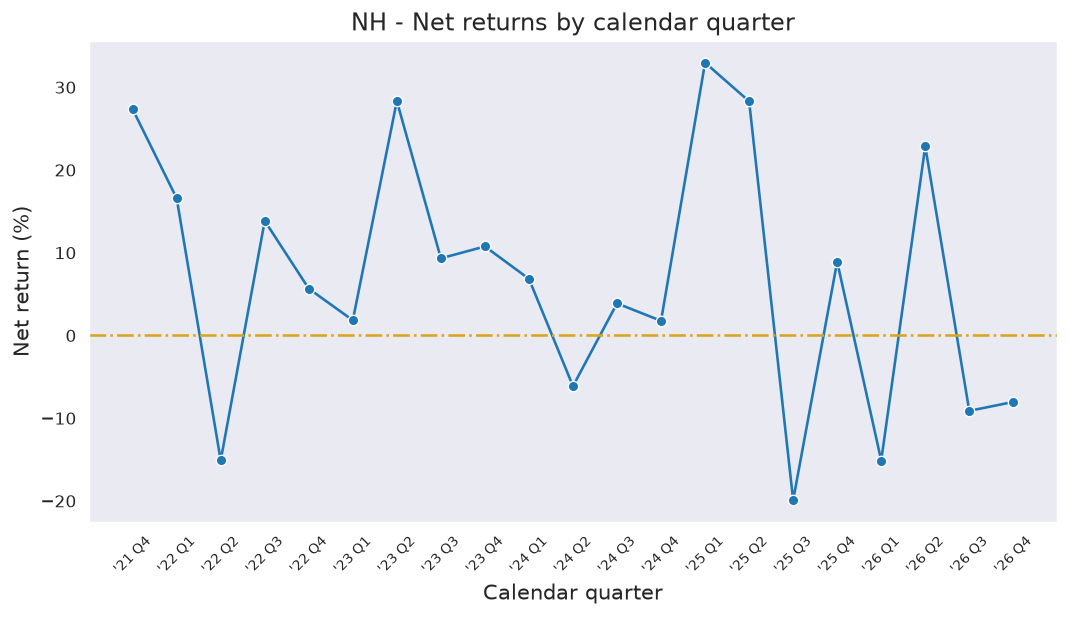 NH - Net returns by calendar quarter
Net return (%)
30
20
10
0
−10
−20
'21 Q4
'22 Q1
'22 Q2
'22 Q3
'22 Q4
'23 Q1
'23 Q2
'23 Q3
'23 Q4
'24 Q1
'24 Q2
'24 Q3
'24 Q4
'25 Q1
'25 Q2
'25 Q3
'25 Q4
'26 Q1
'26 Q2
'26 Q3
'26 Q4
Calendar quarter